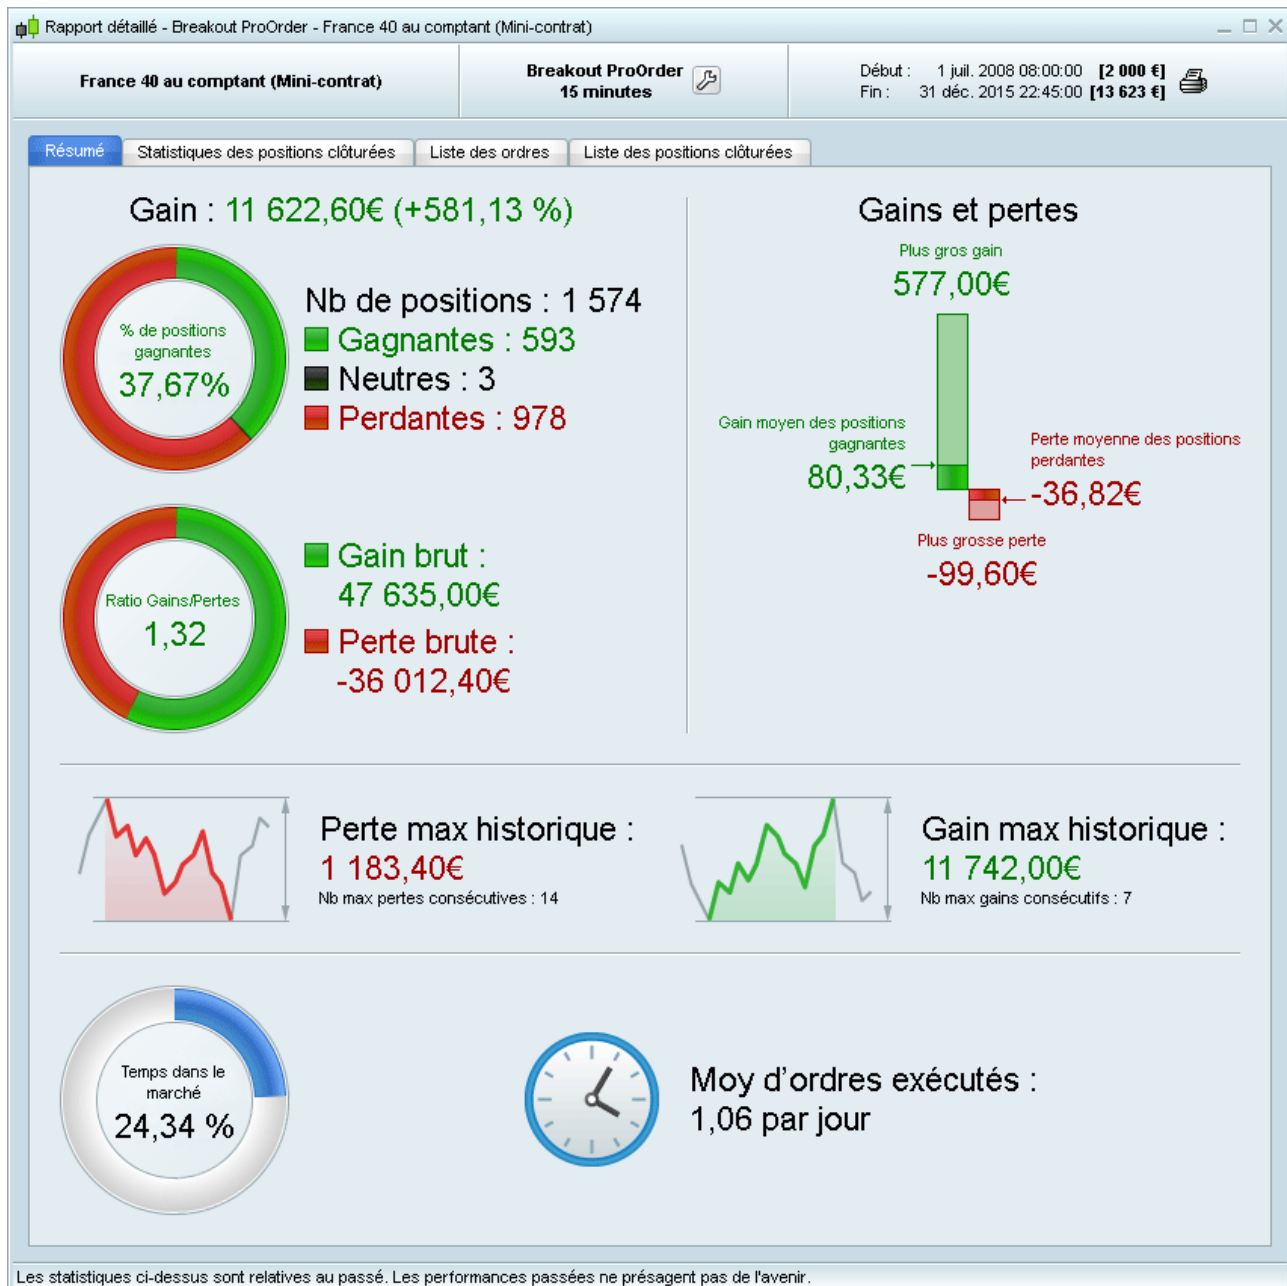 Rapport détaillé - Breakout ProOrder - France 40 au comptant (Mini-contrat)
France 40 au comptant (Mini-contrat)
Breakout ProOrder
15 minutes
Début : 1 juil. 2008 08:00:00 [2 000 €]
Fin : 31 déc. 2015 22:45:00 [13 623 €]
Résumé
Statistiques des positions clôturées
Liste des ordres
Liste des positions clôturées
Gain : 11 622,60€ (+581,13 %)
% de positions
gagnantes
37,67%
Nb de positions : 1 574
Gagnantes : 593
Neutres : 3
Perdantes : 978
Ratio Gains/Pertes
1,32
Gain brut :
47 635,00€
Perte brute :
-36 012,40€
Gains et pertes
Plus gros gain
577,00€
Gain moyen des positions
gagnantes
80,33€
Perte moyenne des positions
perdantes
-36,82€
Plus grosse perte
-99,60€
Perte max historique :
1 183,40€
Nb max pertes consécutives : 14
Gain max historique :
11 742,00€
Nb max gains consécutifs : 7
Temps dans le
marché
24,34 %
Moy d'ordres exécutés :
1,06 par jour
Les statistiques ci-dessus sont relatives au passé. Les performances passées ne présagent pas de l'avenir.